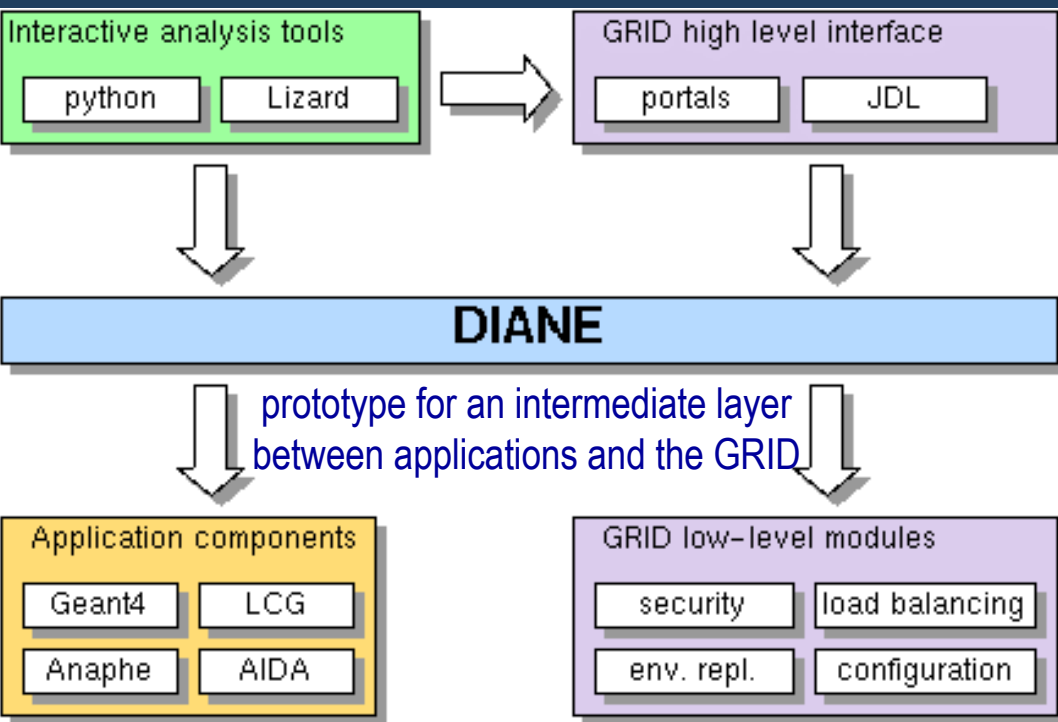 Interactive analysis tools
python
Lizard
GRID high level interface
portals
JDL
DIANE
prototype for an intermediate layer
between applications and the GRID
Application components
Geant4
LCG
Anaphe
AIDA
GRID low-level modules
security
load balancing
env. repl.
configuration